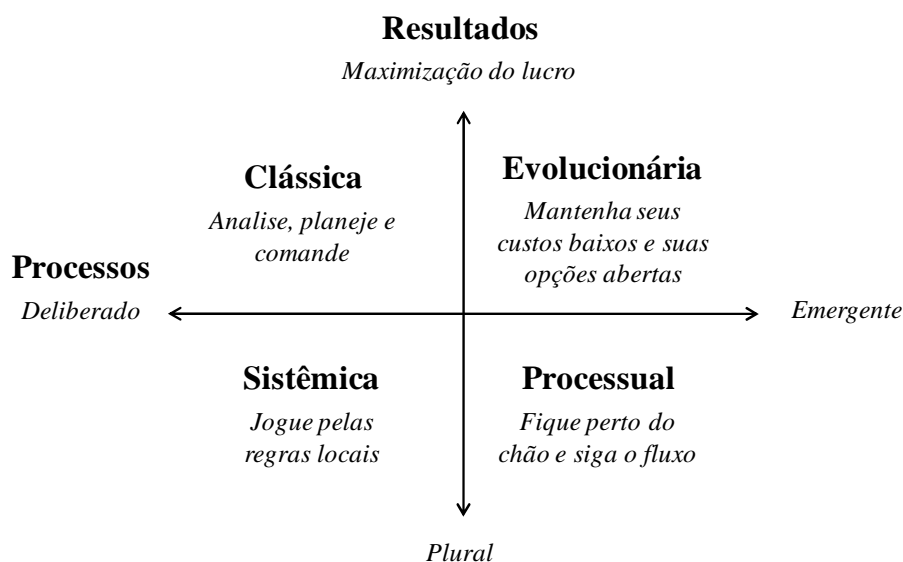 Resultados
Maximização do lucro
Clássica
Analise, planeje e
comande
Evolucionária
Mantenha seus
custos baixos e suas
opções abertas
Processos
Deliberado
Emergente
Sistêmica
Jogue pelas
regras locais
Processual
Fique perto do
chão e siga o fluxo
Plural